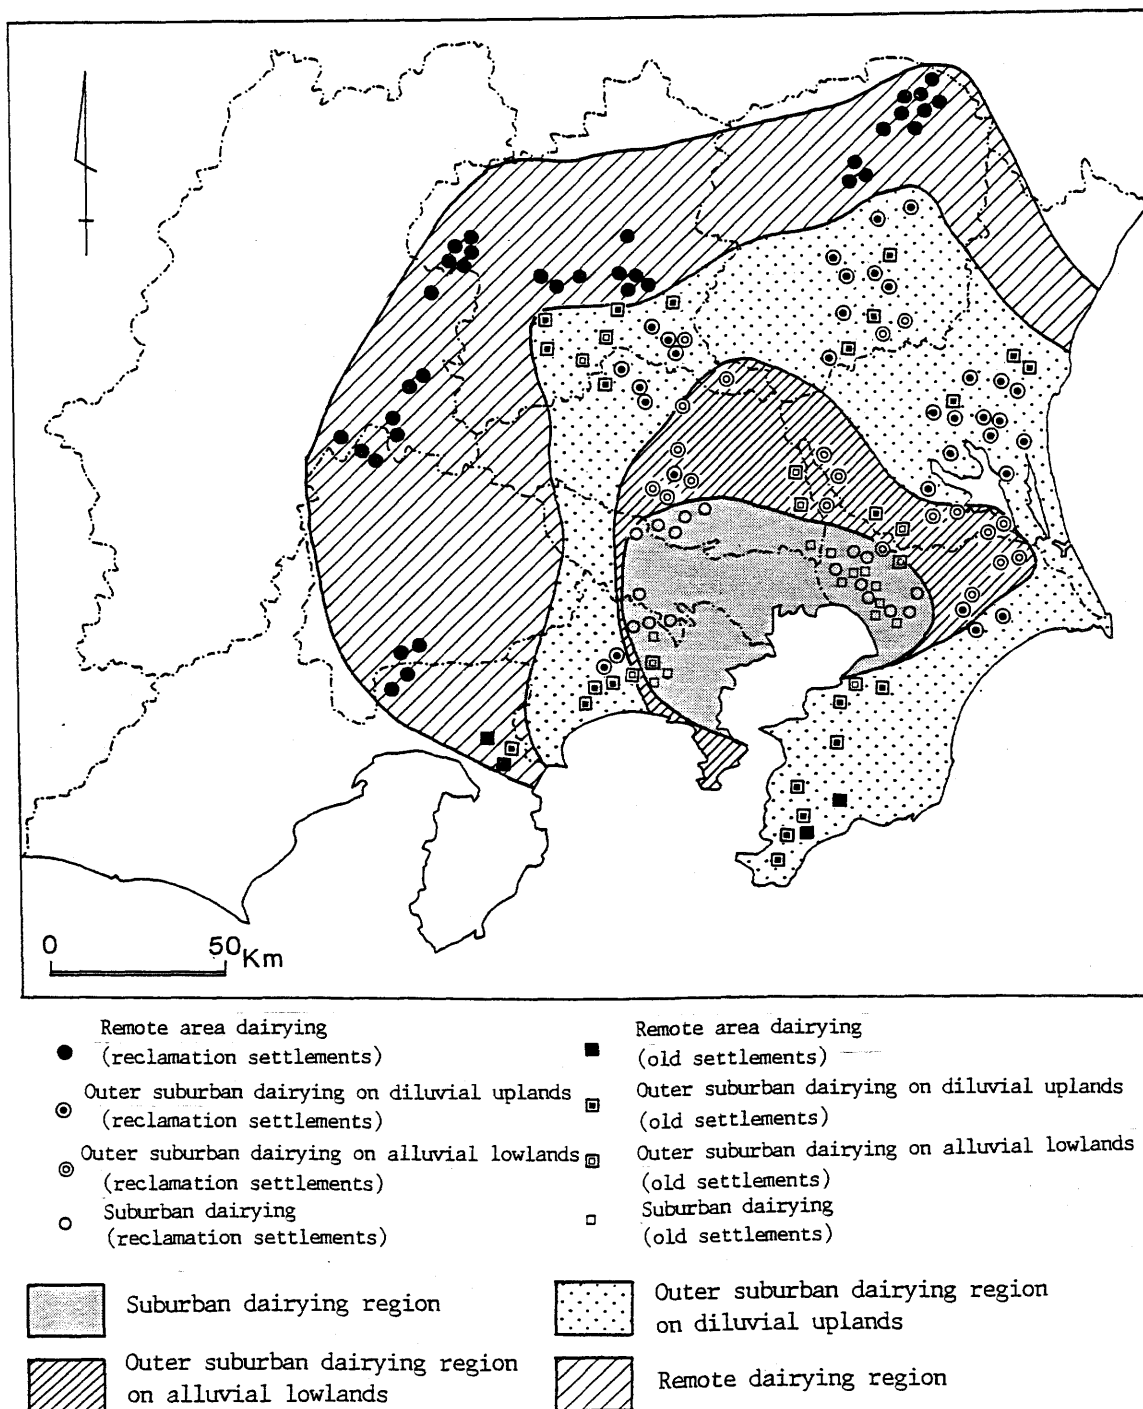 0 50 Km
Remote area dairying
(reclamation settlements)
Outer suburban dairying on diluvial uplands
(reclamation settlements)
Outer suburban dairying on alluvial lowlands
(reclamation settlements)
Suburban dairying
(reclamation settlements)
Remote area dairying
(old settlements)
Outer suburban dairying on diluvial uplands
(old settlements)
Outer suburban dairying on alluvial lowlands
(old settlements)
Suburban dairying
(old settlements)
Suburban dairying region
Outer suburban dairying region
on alluvial lowlands
Outer suburban dairying region
on diluvial uplands
Remote dairying region